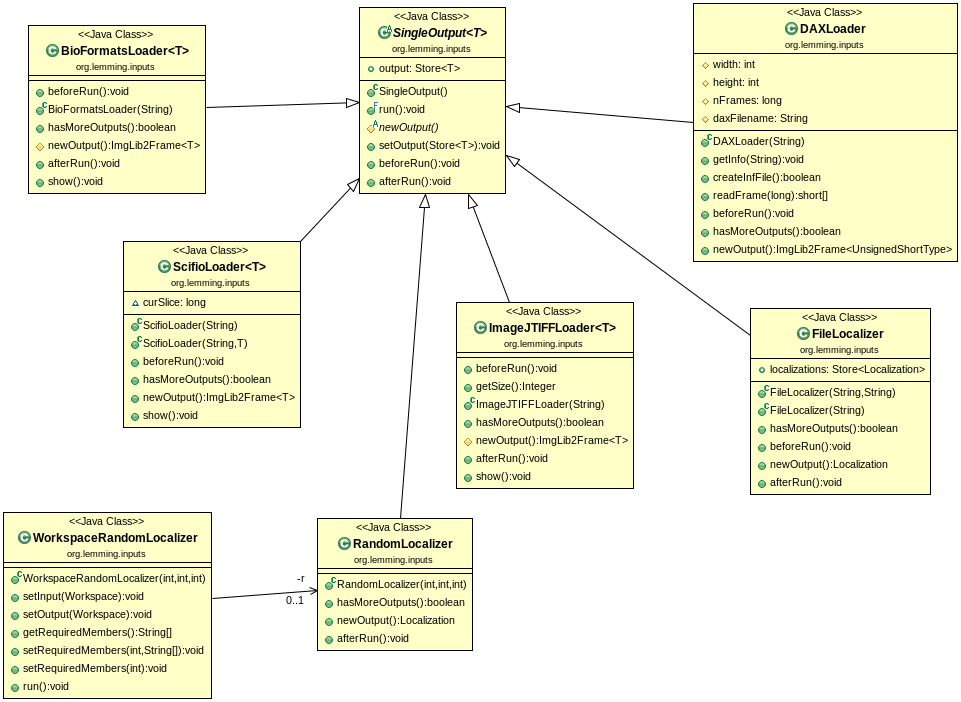 <<Java Class>>
BioFormatsLoader<T>
org.lemming.inputs
beforeRun():void
BioFormatsLoader(String)
hasMoreOutputs():boolean
newOutput():ImgLib2Frame<T>
afterRun():void
show():void
<<Java Class>>
SingleOutput<T>
org.lemming.inputs
output: Store<T>
SingleOutput()
run():void
newOutput()
setOutput(Store<T>):void
beforeRun():void
afterRun():void
<<Java Class>>
DAXLoader
org.lemming.inputs
width: int
height: int
nFrames: long
daxFilename: String
DAXLoader(String)
getInfo(String):void
createInfFile():boolean
readFrame(long):short[]
beforeRun():void
hasMoreOutputs():boolean
newOutput():ImgLib2Frame<UnsignedShortType>
<<Java Class>>
ScifioLoader<T>
org.lemming.inputs
curSlice: long
ScifioLoader(String)
ScifioLoader(String,T)
beforeRun():void
hasMoreOutputs():boolean
newOutput():ImgLib2Frame<T>
show():void
<<Java Class>>
ImageJTIFFLoader<T>
org.lemming.inputs
beforeRun():void
getSize():Integer
ImageJTIFFLoader(String)
hasMoreOutputs():boolean
newOutput():ImgLib2Frame<T>
afterRun():void
show():void
<<Java Class>>
FileLocalizer
org.lemming.inputs
localizations: Store<Localization>
FileLocalizer(String,String)
FileLocalizer(String)
hasMoreOutputs():boolean
beforeRun():void
newOutput():Localization
afterRun():void
<<Java Class>>
WorkspaceRandomLocalizer
org.lemming.inputs
WorkspaceRandomLocalizer(int,int,int)
setInput(Workspace):void
setOutput(Workspace):void
getRequiredMembers():String[]
setRequiredMembers(int,String[]):void
setRequiredMembers(int):void
run():void
-r
0..1
<<Java Class>>
RandomLocalizer
org.lemming.inputs
RandomLocalizer(int,int,int)
hasMoreOutputs():boolean
newOutput():Localization
afterRun():void